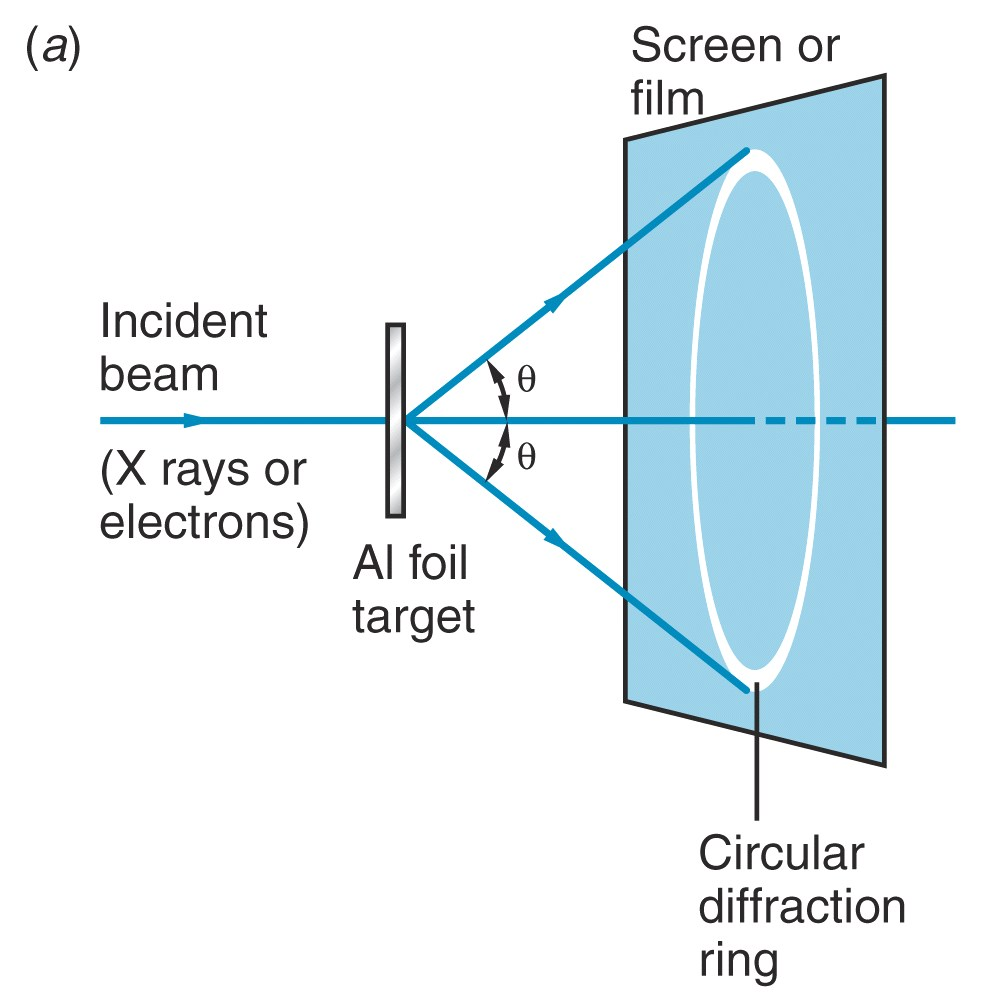 (a)
Screen or
film
Incident
beam
(X rays or
electrons)
θ
θ
Al foil
target
Circular
diffraction
ring